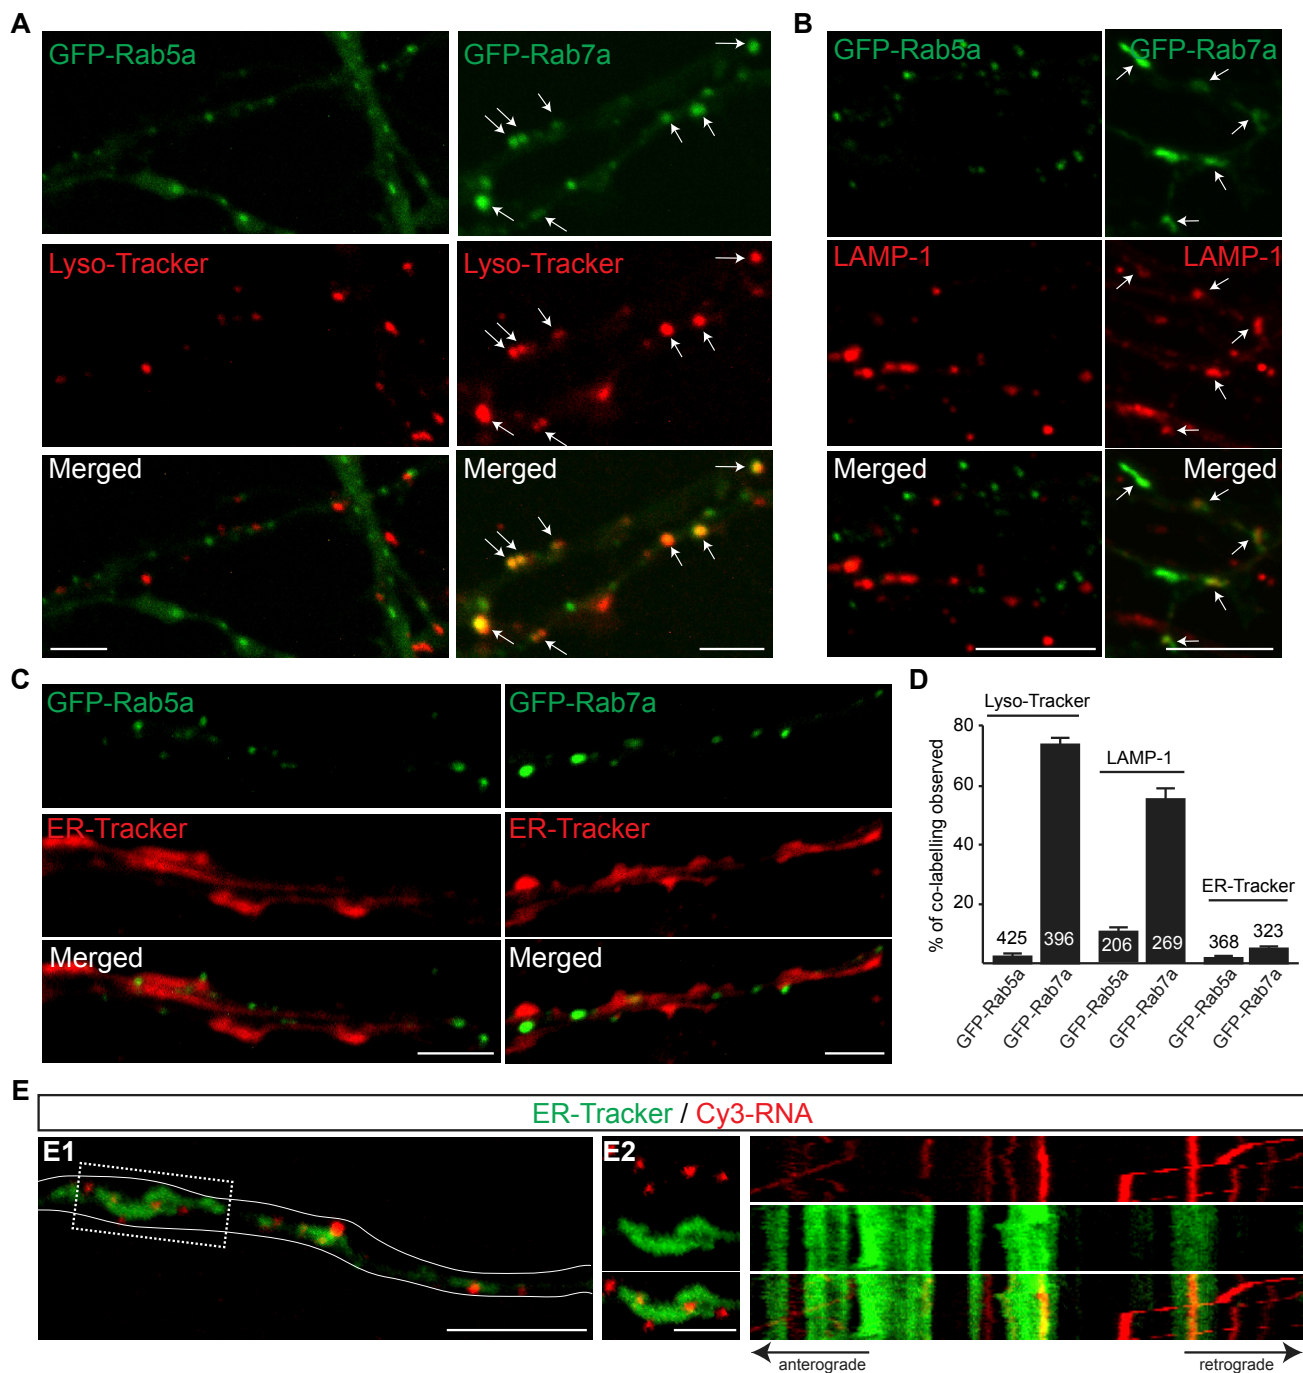 A
GFP-Rab5a
GFP-Rab7a
Lyso-Tracker
Lyso-Tracker
Merged
Merged
B
GFP-Rab5a
GFP-Rab7a
LAMP-1
LAMP-1
Merged
Merged
C
GFP-Rab5a
GFP-Rab7a
ER-Tracker
ER-Tracker
Merged
Merged
D
% of co-labelling observed
80
60
40
20
Lyso-Tracker
LAMP-1
ER-Tracker
425
396
206
269
368
323
GFP-Rab5a
GFP-Rab7a
GFP-Rab5a
GFP-Rab7a
GFP-Rab5a
GFP-Rab7a
E
ER-Tracker / Cy3-RNA
E1
E2
anterograde
retrograde